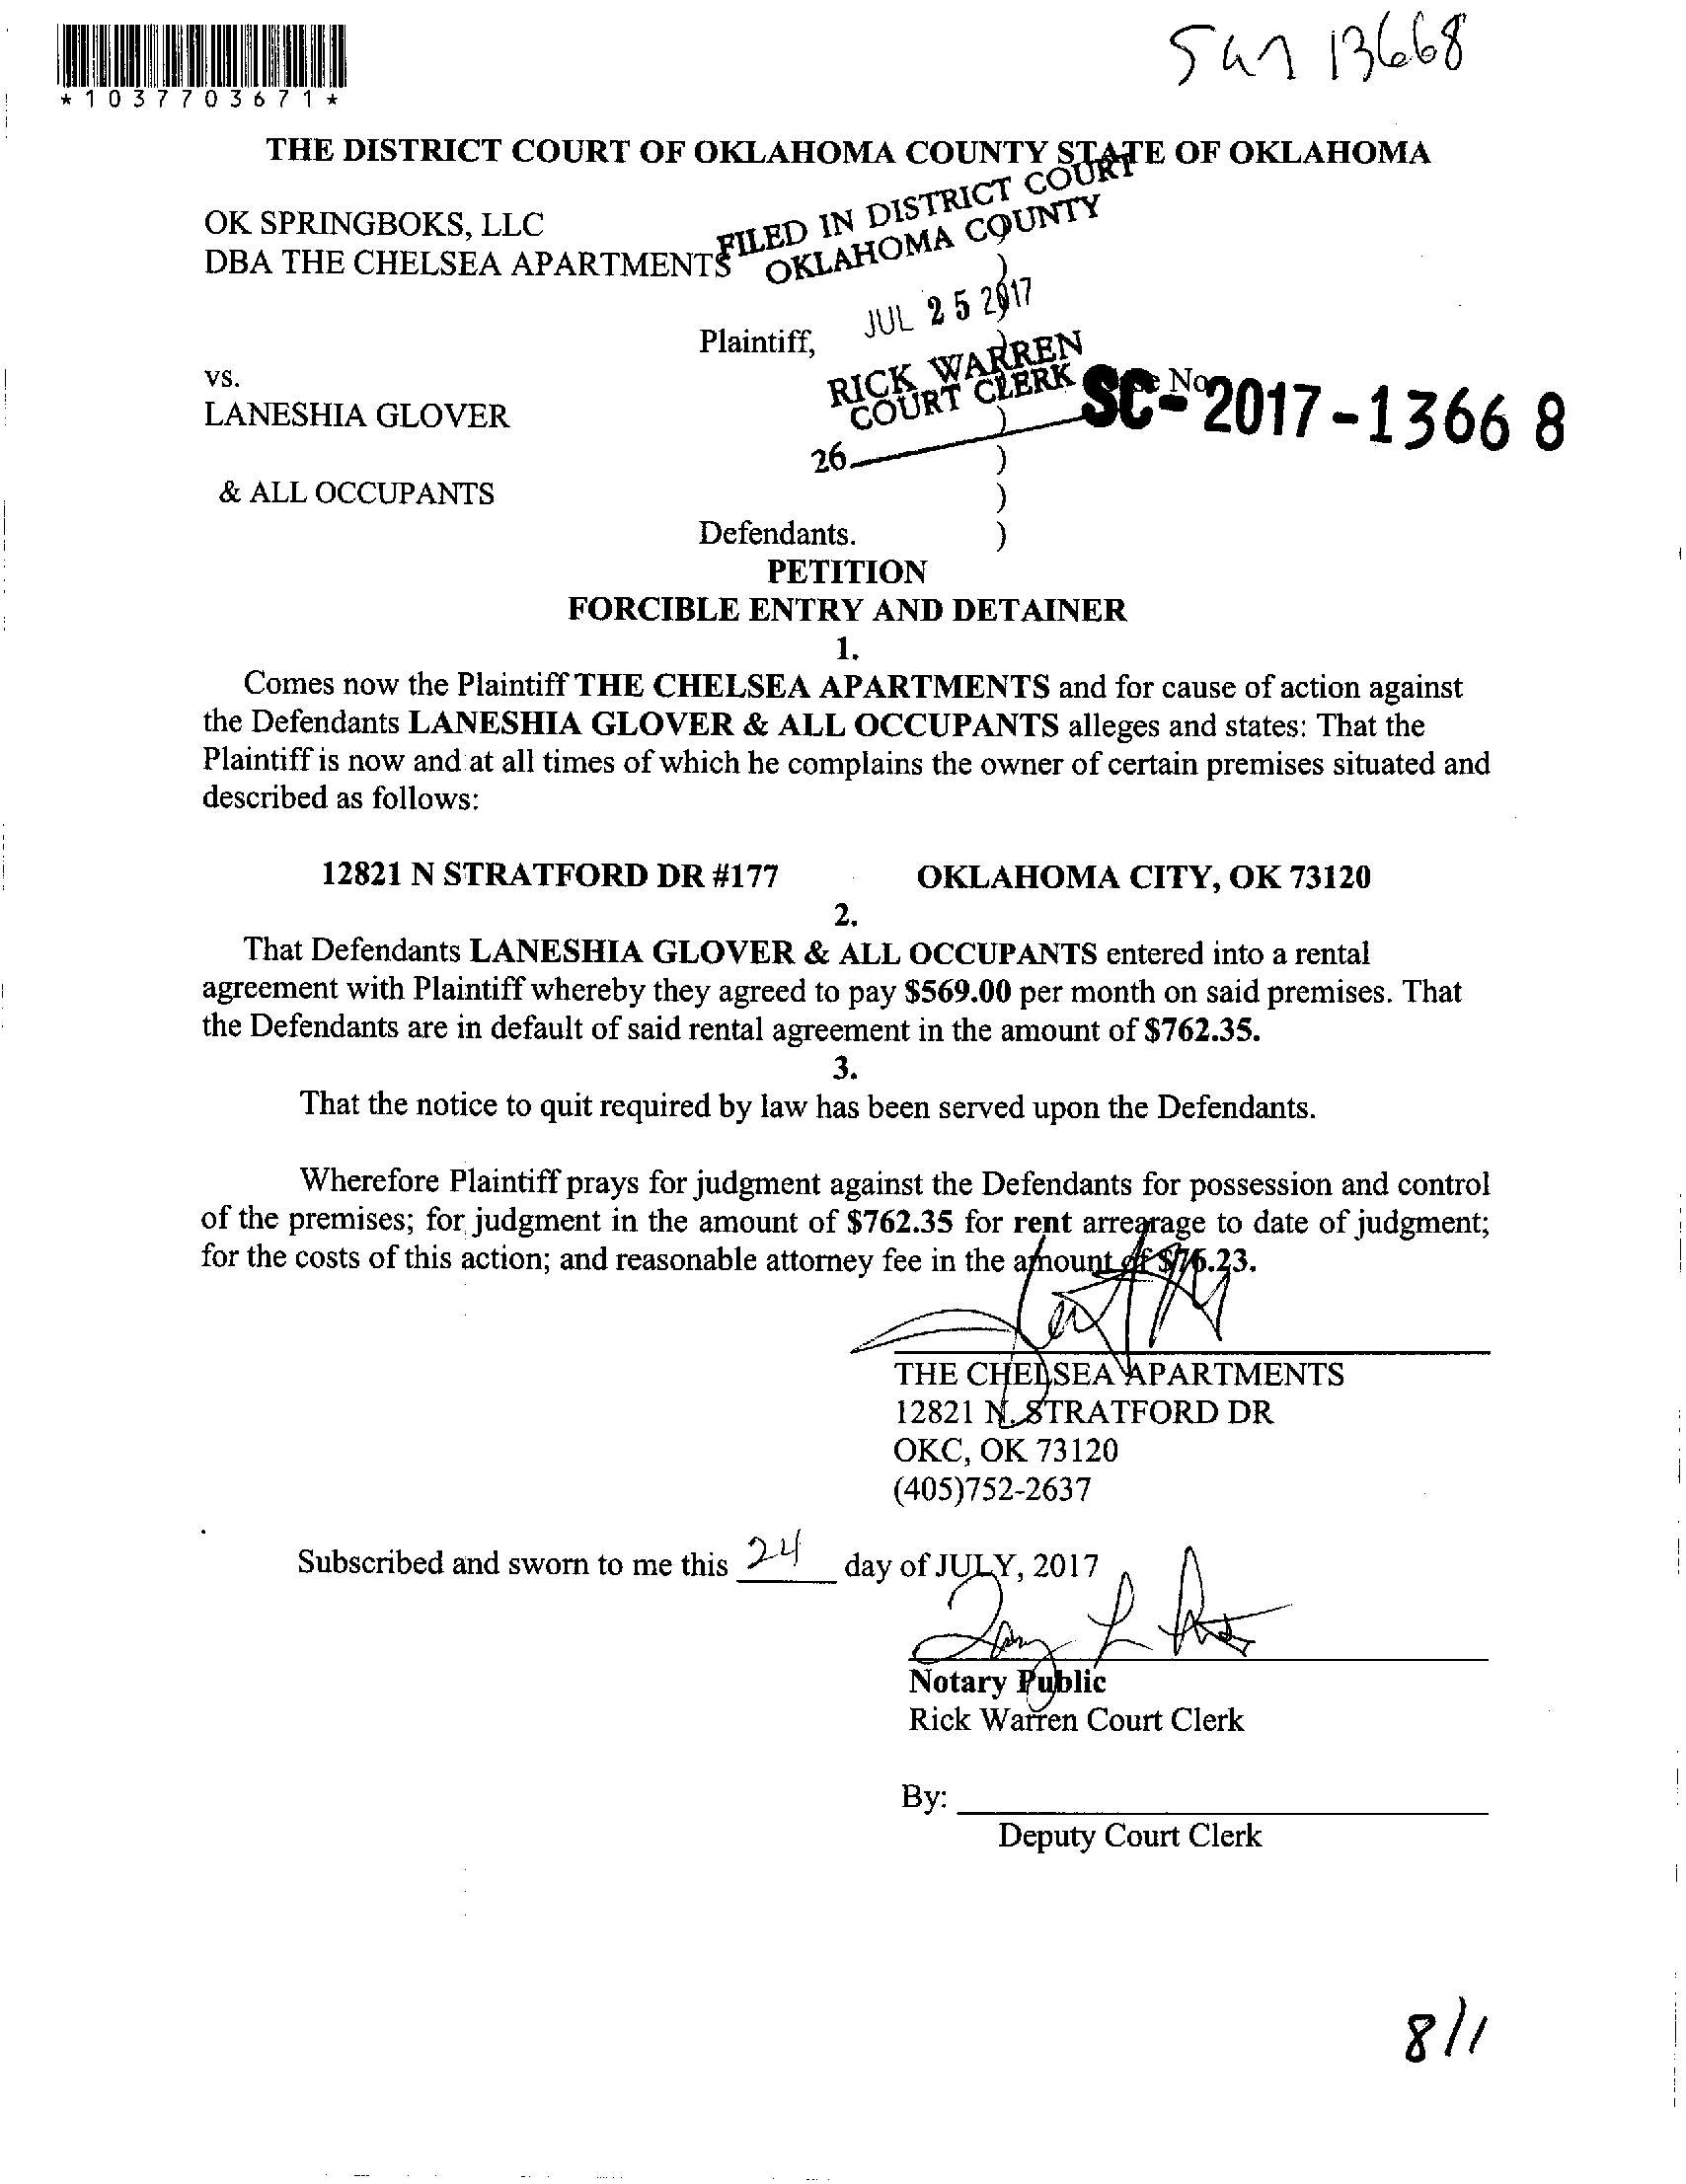 *1037703671*
13668
THE DISTRICT COURT OF OKLAHOMA COUNTY STATE OF OKLAHOMA
OK SPRINGBOKS, LLC
DBA THE CHELSEA APARTMENTS
FILED IN DISTRICT COURT
OKLAHOMA COUNTY
)
JUL 25 2017
Plaintiff,
RICK WARREN
COURT CLERK
vs.
No
SC-2017-13668
LANESHIA GLOVER
)
26
)
& ALL OCCUPANTS )
Defendants. )
PETITION
FORCIBLE ENTRY AND DETAINER
1.
Comes now the Plaintiff THE CHELSEA APARTMENTS and for cause of action against
the Defendants LANESHIA GLOVER & ALL OCCUPANTS alleges and states: That the
Plaintiff is now and at all times of which he complains the owner of certain premises situated and
described as follows:
12821 N STRATFORD DR #177 OKLAHOMA CITY, OK 73120
2.
That Defendants LANESHIA GLOVER & ALL OCCUPANTS entered into a rental
agreement with Plaintiff whereby they agreed to pay $569.00 per month on said premises. That
the Defendants are in default of said rental agreement in the amount of $762.35.
3.
That the notice to quit required by law has been served upon the Defendants.
Wherefore Plaintiff prays for judgment against the Defendants for possession and control
of the premises; for judgment in the amount of $762.35 for rent arrearage to date of judgment;
for the costs of this action; and reasonable attorney fee in the amount of $76.23.
THE CHELSEA APARTMENTS
12821 N. STRATFORD DR
OKC, OK 73120
(405)752-2637
Subscribed and sworn to me this 24 day of JULY, 2017
Notary Public
Rick Warren Court Clerk
By:
Deputy Court Clerk
8/1